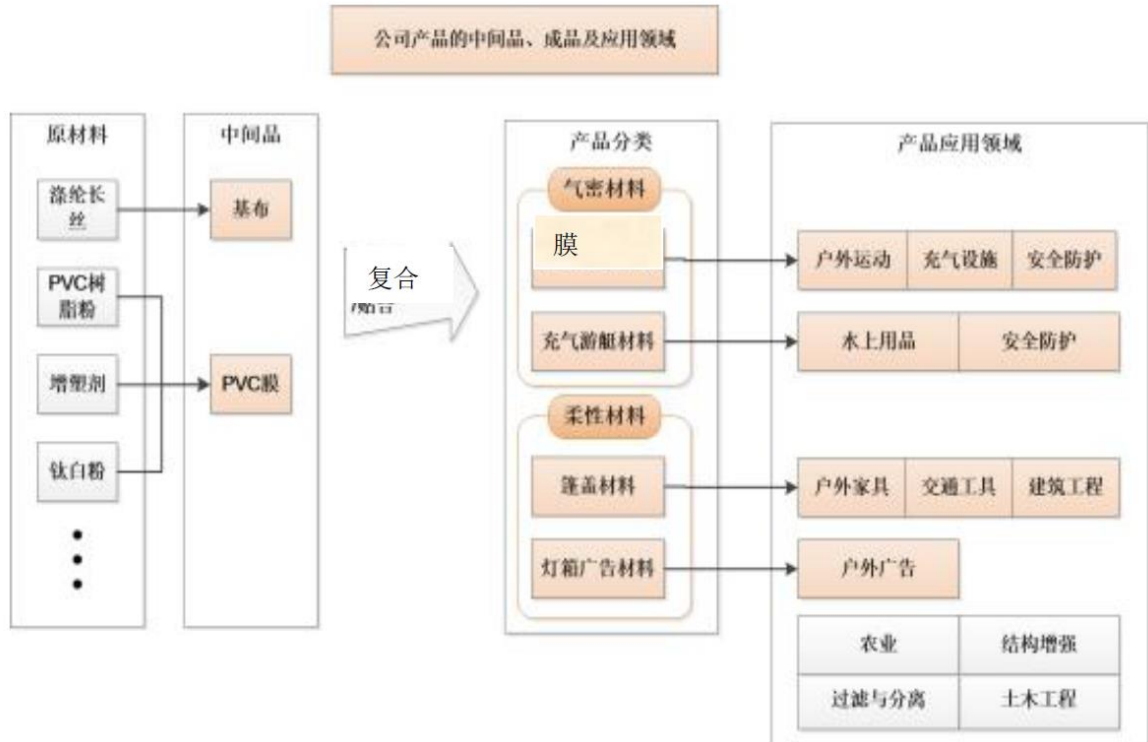 公司产品的中间品、成品及应用领域
原材料
涤纶长
丝
PVC树
脂粉
增塑剂
钛白粉
中间品
基布
PVC膜
复合
产品分类
气密材料
膜
充气游艇材料
柔性材料
篷盖材料
灯箱广告材料
产品应用领域
户外运动 充气设施 安全防护
水上用品 安全防护
户外家具 交通工具 建筑工程
户外广告
农业 结构增强
过滤与分离 土木工程